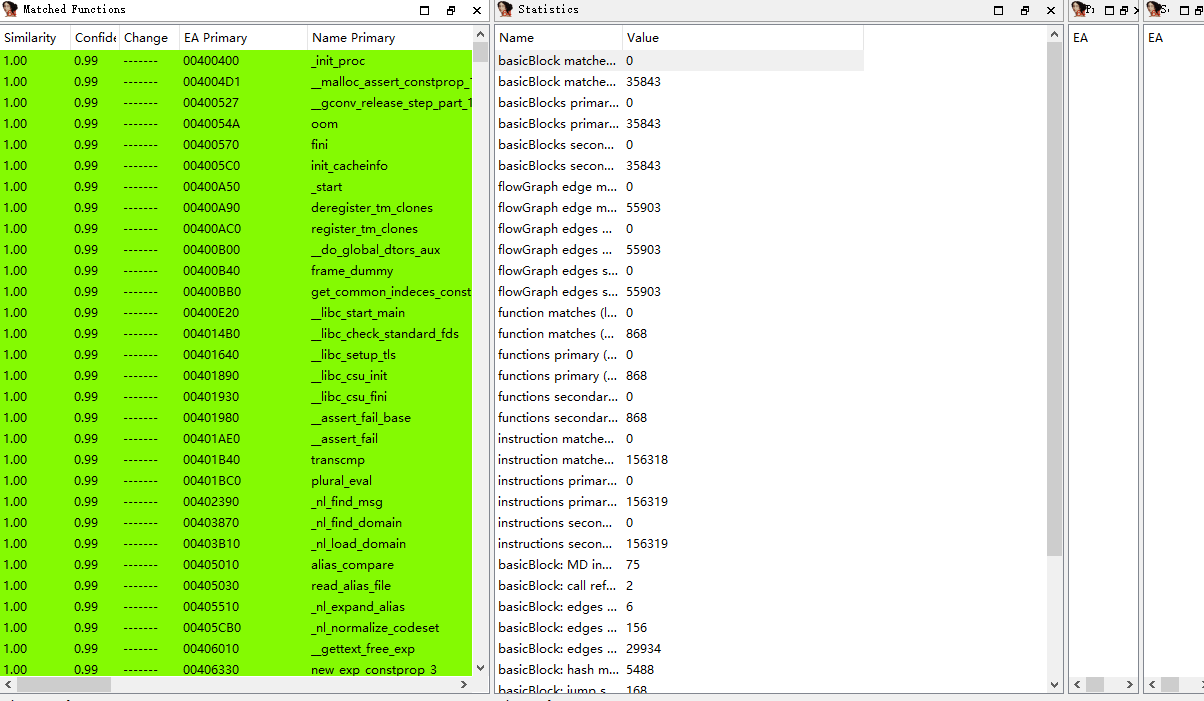 Matched Functions
Similarity Confide Change EA Primary Name Primary
1.00 0.99 ------- 00400400 _init_proc
1.00 0.99 ------- 004004D1 __malloc_assert_constprop_
1.00 0.99 ------- 00400527 __gconv_release_step_part_1
1.00 0.99 ------- 0040054A oom
1.00 0.99 ------- 00400570 fini
1.00 0.99 ------- 004005C0 init_cacheinfo
1.00 0.99 ------- 00400A50 _start
1.00 0.99 ------- 00400A90 deregister_tm_clones
1.00 0.99 ------- 00400AC0 register_tm_clones
1.00 0.99 ------- 00400B00 __do_global_dtors_aux
1.00 0.99 ------- 00400B40 frame_dummy
1.00 0.99 ------- 00400BB0 get_common_indeces_const
1.00 0.99 ------- 00400E20 __libc_start_main
1.00 0.99 ------- 004014B0 __libc_check_standard_fds
1.00 0.99 ------- 00401640 __libc_setup_tls
1.00 0.99 ------- 00401890 __libc_csu_init
1.00 0.99 ------- 00401930 __libc_csu_fini
1.00 0.99 ------- 00401980 __assert_fail_base
1.00 0.99 ------- 00401AE0 __assert_fail
1.00 0.99 ------- 00401B40 transcmp
1.00 0.99 ------- 00401BC0 plural_eval
1.00 0.99 ------- 00402390 _nl_find_msg
1.00 0.99 ------- 00403870 _nl_find_domain
1.00 0.99 ------- 00403B10 _nl_load_domain
1.00 0.99 ------- 00405010 alias_compare
1.00 0.99 ------- 00405030 read_alias_file
1.00 0.99 ------- 00405510 _nl_expand_alias
1.00 0.99 ------- 00405CB0 _nl_normalize_codeset
1.00 0.99 ------- 00406010 __gettext_free_exp
1.00 0.99 ------- 00406330 new_exp_constprop_3
Statistics
Name Value
basicBlock matche... 0
basicBlock matche... 35843
basicBlocks primar... 0
basicBlocks primar... 35843
basicBlocks secon... 0
basicBlocks secon... 35843
flowGraph edge m... 0
flowGraph edge m... 55903
flowGraph edges ... 0
flowGraph edges ... 55903
flowGraph edges s... 0
flowGraph edges s... 55903
function matches (l... 0
function matches (... 868
functions primary (... 0
functions primary (... 868
functions secondar... 0
functions secondar... 868
instruction matche... 0
instruction matche... 156318
instructions primar... 0
instructions primar... 156319
instructions secon... 0
instructions secon... 156319
basicBlock: MD in... 75
basicBlock: call ref... 2
basicBlock: edges ... 6
basicBlock: edges ... 156
basicBlock: edges ... 29934
basicBlock: hash m... 5488
basicBlock: jump s... 168
EA
EA